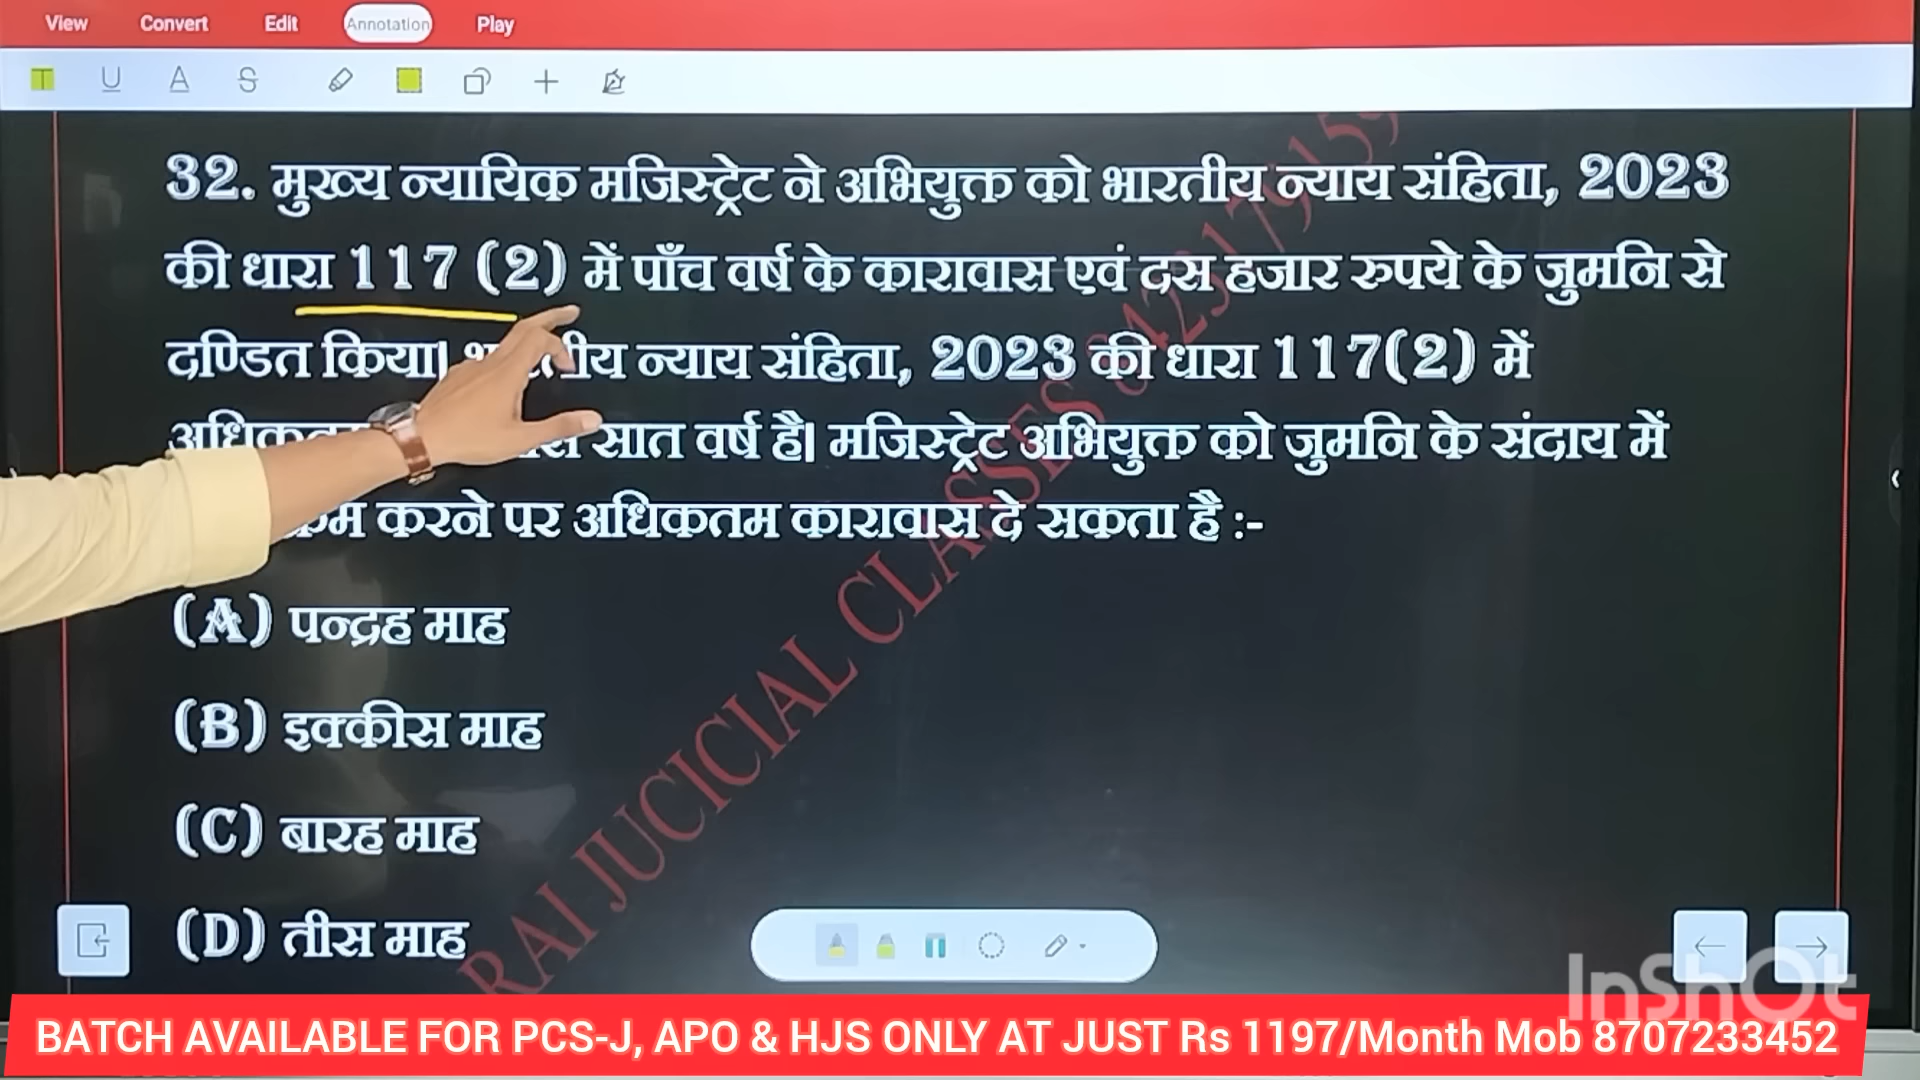 View Convert Edit Annotation Play
32. मुख्य न्यायिक मजिस्ट्रेट ने अभियुक्त को भारतीय न्याय संहिता, 2023
की धारा 117 (2) में पाँच वर्ष के कारावास एवं दस हजार रुपये के जुर्माने से
दण्डित किया। न्याय संहिता, 2023 की धारा 117(2) में
सात वर्ष है। मजिस्ट्रेट अभियुक्त को जुर्माने के संदाय में
करने पर अधिकतम कारावास दे सकता है :-
(A) पन्द्रह माह
(B) इक्कीस माह
(C) बारह माह
(D) तीस माह
RAI JUCICIAL CLASSES
InShOt
BATCH AVAILABLE FOR PCS-J, APO & HJS ONLY AT JUST Rs 1197/Month Mob 8707233452